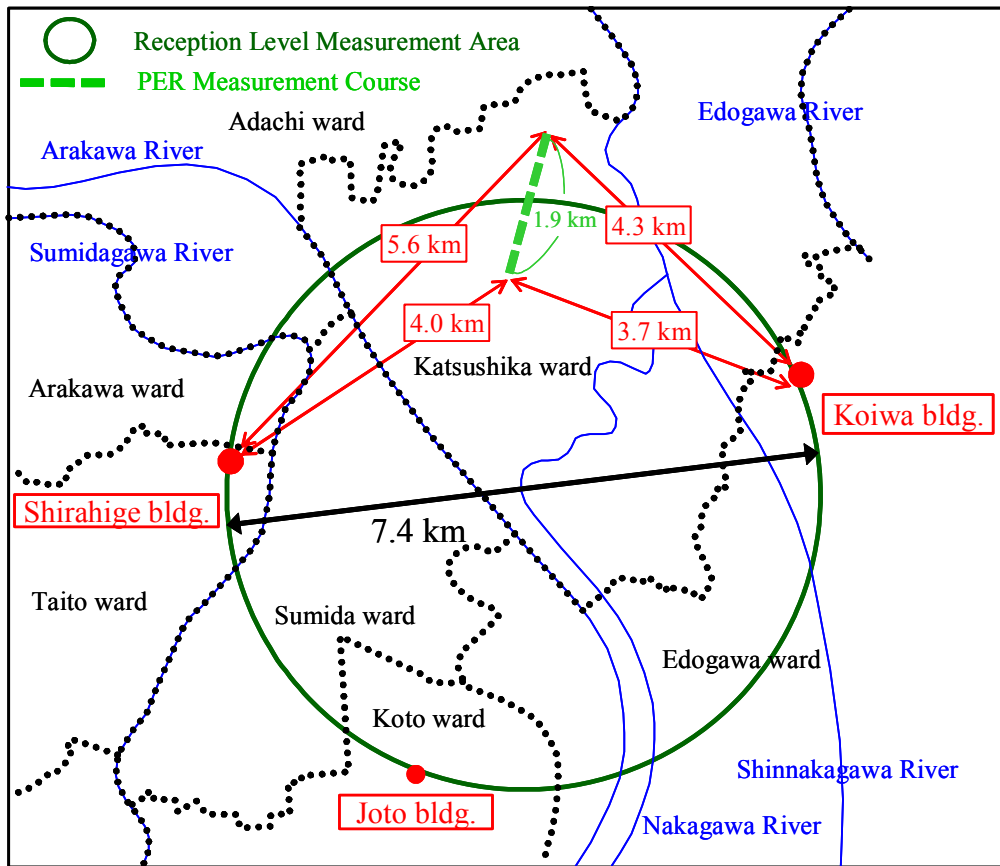 Reception Level Measurement Area
PER Measurement Course
Adachi ward
Edogawa River
Arakawa River
Sumidagawa River
1.9 km
4.3 km
5.6 km
4.0 km
3.7 km
Katsushika ward
Arakawa ward
Koiwa bldg.
Shirahige bldg.
7.4 km
Taito ward
Sumida ward
Edogawa ward
Koto ward
Shinnakagawa River
Joto bldg.
Nakagawa River